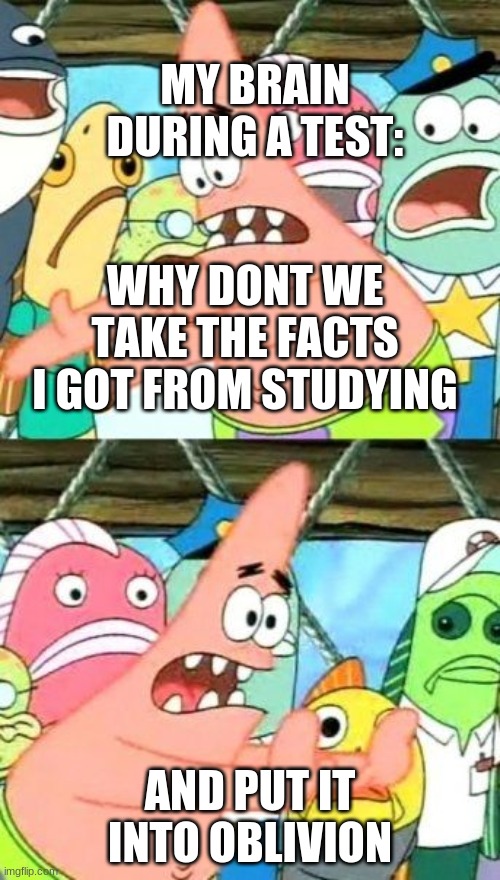 MY BRAIN
DURING A TEST:
WHY DONT WE
TAKE THE FACTS
I GOT FROM STUDYING
AND PUT IT
INTO OBLIVION
imgflip.com